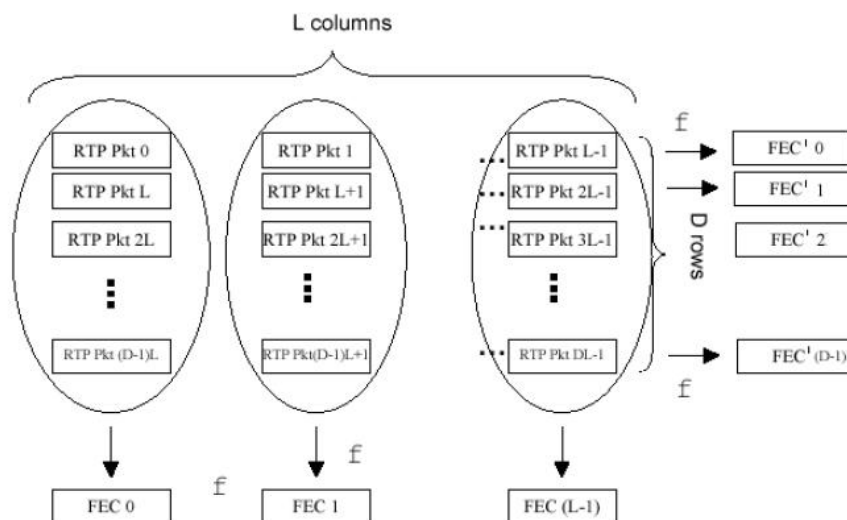 L columns
f
RTP Pkt 0 RTP Pkt 1 ... RTP Pkt L-1 FEC' 0
RTP Pkt L RTP Pkt L+1 ... RTP Pkt 2L-1 FEC' 1
RTP Pkt 2L RTP Pkt 2L+1 ... RTP Pkt 3L-1 FEC' 2
D rows
RTP Pkt (D-1)L RTP Pkt(D-1)L+1 ... RTP Pkt DL-1 FEC' (D-1)
f
f
f
FEC 0 FEC 1 FEC (L-1)